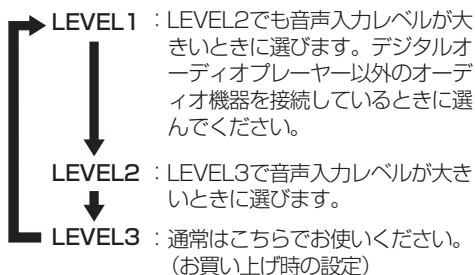 LEVEL1 ：LEVEL2でも音声入力レベルが大
きいときに選びます。デジタルオ
ーディオプレーヤー以外のオーデ
ィオ機器を接続しているときに選
んでください。
LEVEL2 ：LEVEL3で音声入力レベルが大き
いときに選びます。
LEVEL3 ：通常はこちらでお使いください。
（お買い上げ時の設定）